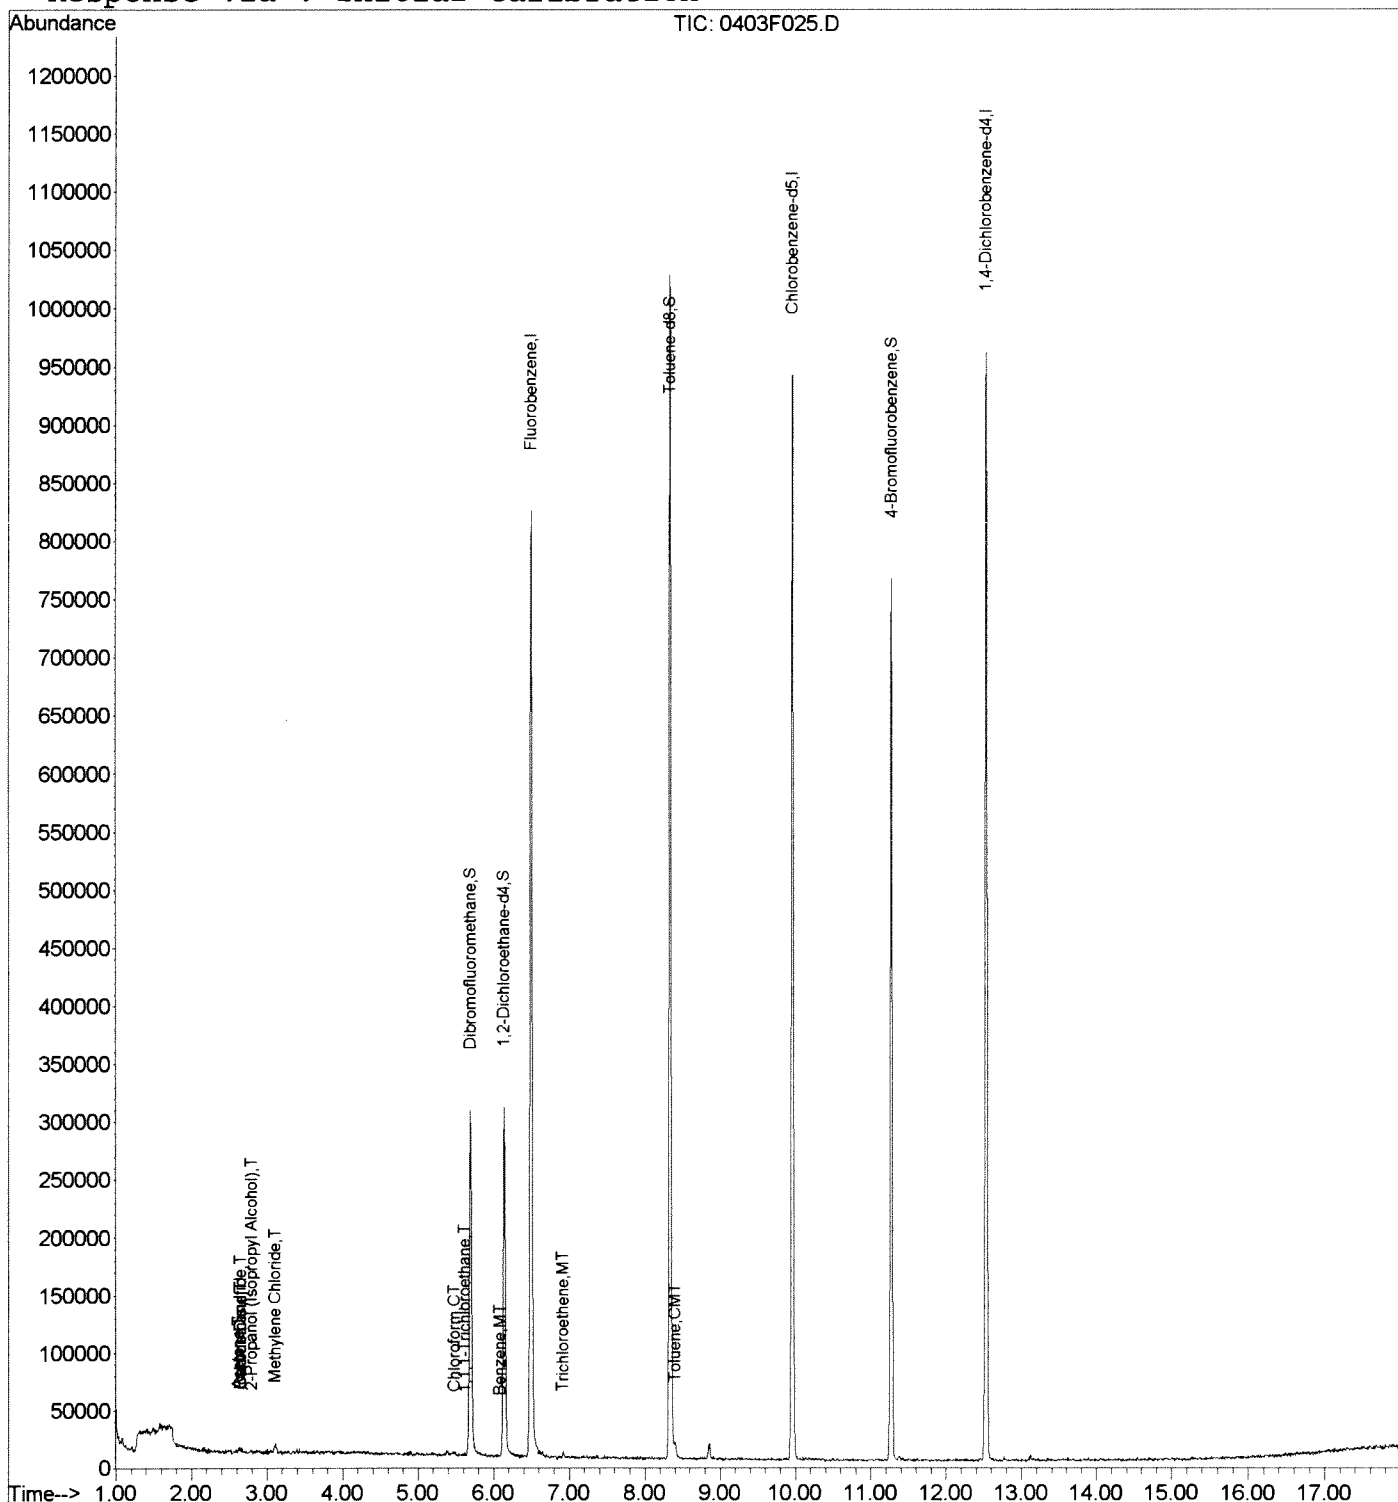 Response via : Initial Calibration
Abundance
TIC: 0403F025.D
1200000
1150000
1100000
1050000
1000000
950000
900000
850000
800000
750000
700000
650000
600000
550000
500000
450000
400000
350000
300000
250000
200000
150000
100000
50000
0
2-Propanol (Isopropyl Alcohol),T
Methylene Chloride,T
Chloroform,CT
1,1,1-Trichloroethane,T
Dibromofluoromethane,S
Benzene,MT
1,2-Dichloroethane-d4,S
Fluorobenzene,I
Trichloroethene,MT
Toluene-d8,S
Toluene,CMT
Chlorobenzene-d5,I
4-Bromofluorobenzene,S
1,4-Dichlorobenzene-d4,I
Time--> 1.00 2.00 3.00 4.00 5.00 6.00 7.00 8.00 9.00 10.00 11.00 12.00 13.00 14.00 15.00 16.00 17.00